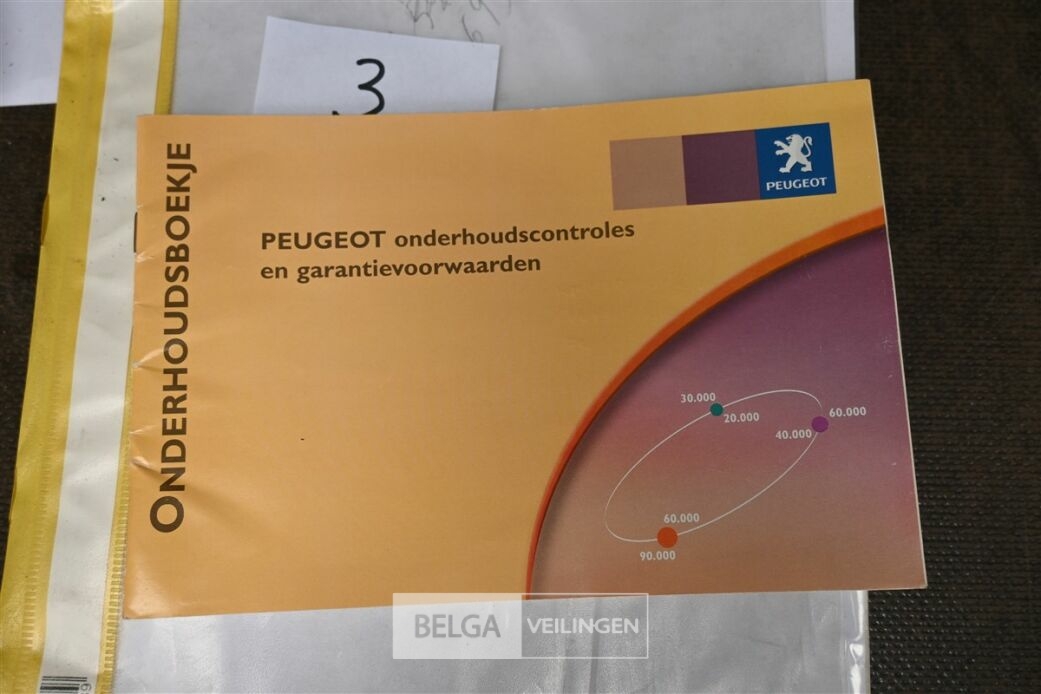 3
ONDERHOUDSBOEKJE
PEUGEOT
PEUGEOT onderhoudscontroles
en garantievoorwaarden
30.000
20.000
60.000
40.000
60.000
90.000
BELGA VEILINGEN